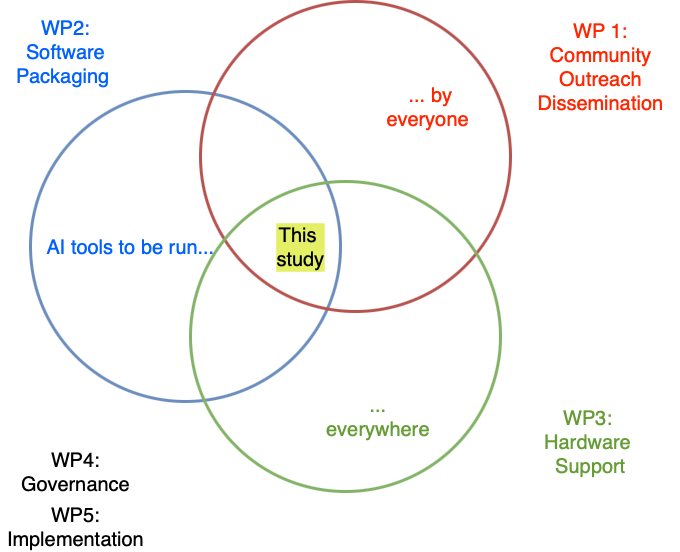 WP2:
Software
Packaging
WP 1:
Community
Outreach
Dissemination
... by
everyone
AI tools to be run...
This
study
...
everywhere
WP3:
Hardware
Support
WP4:
Governance
WP5:
Implementation